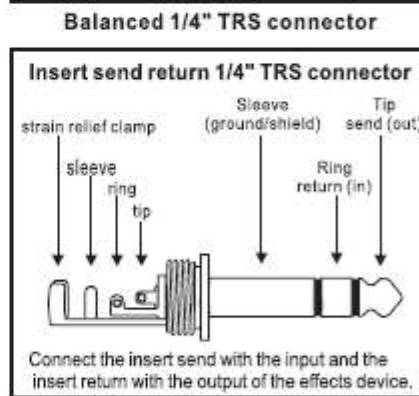 Balanced 1/4" TRS connector
Insert send return 1/4" TRS connector
Sleeve
(ground/shield)
Tip
send (out)
strain relief clamp
sleeve
ring
tip
Ring
return (in)
Connect the insert send with the input and the
insert return with the output of the effects device.